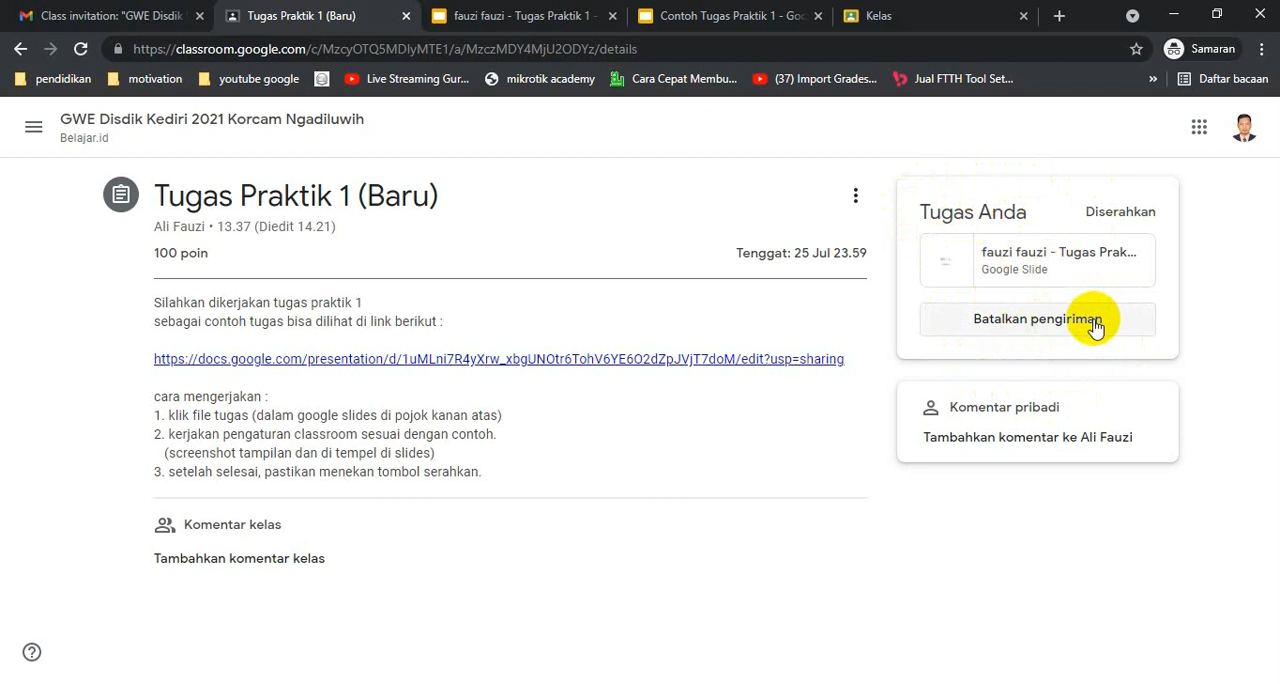 Class invitation: "GWE Disdik
Tugas Praktik 1 (Baru)
fauzi fauzi - Tugas Praktik 1 -
Contoh Tugas Praktik 1 - Goo
Kelas
https://classroom.google.com/c/MzcyOTQ5MDIyMTE1/a/MzczMDY4MjU2ODYz/details
Samaran
pendidikan
motivation
youtube google
Live Streaming Gur...
mikrotik academy
Cara Cepat Membu...
(37) Import Grades...
Jual FTTH Tool Set...
»
Daftar bacaan
GWE Disdik Kediri 2021 Korcam Ngadiluwih
Belajar.id
Tugas Praktik 1 (Baru)
Ali Fauzi • 13.37 (Diedit 14.21)
100 poin
Tenggat: 25 Jul 23.59
Silahkan dikerjakan tugas praktik 1
sebagai contoh tugas bisa dilihat di link berikut :
https://docs.google.com/presentation/d/1uMLni7R4yXrw_xbgUNOtr6TohV6YE6O2dZpJVjT7doM/edit?usp=sharing
cara mengerjakan :
1. klik file tugas (dalam google slides di pojok kanan atas)
2. kerjakan pengaturan classroom sesuai dengan contoh.
(screenshot tampilan dan di tempel di slides)
3. setelah selesai, pastikan menekan tombol serahkan.
Komentar kelas
Tambahkan komentar kelas
Tugas Anda
Diserahkan
fauzi fauzi - Tugas Prak...
Google Slide
Batalkan pengiriman
Komentar pribadi
Tambahkan komentar ke Ali Fauzi